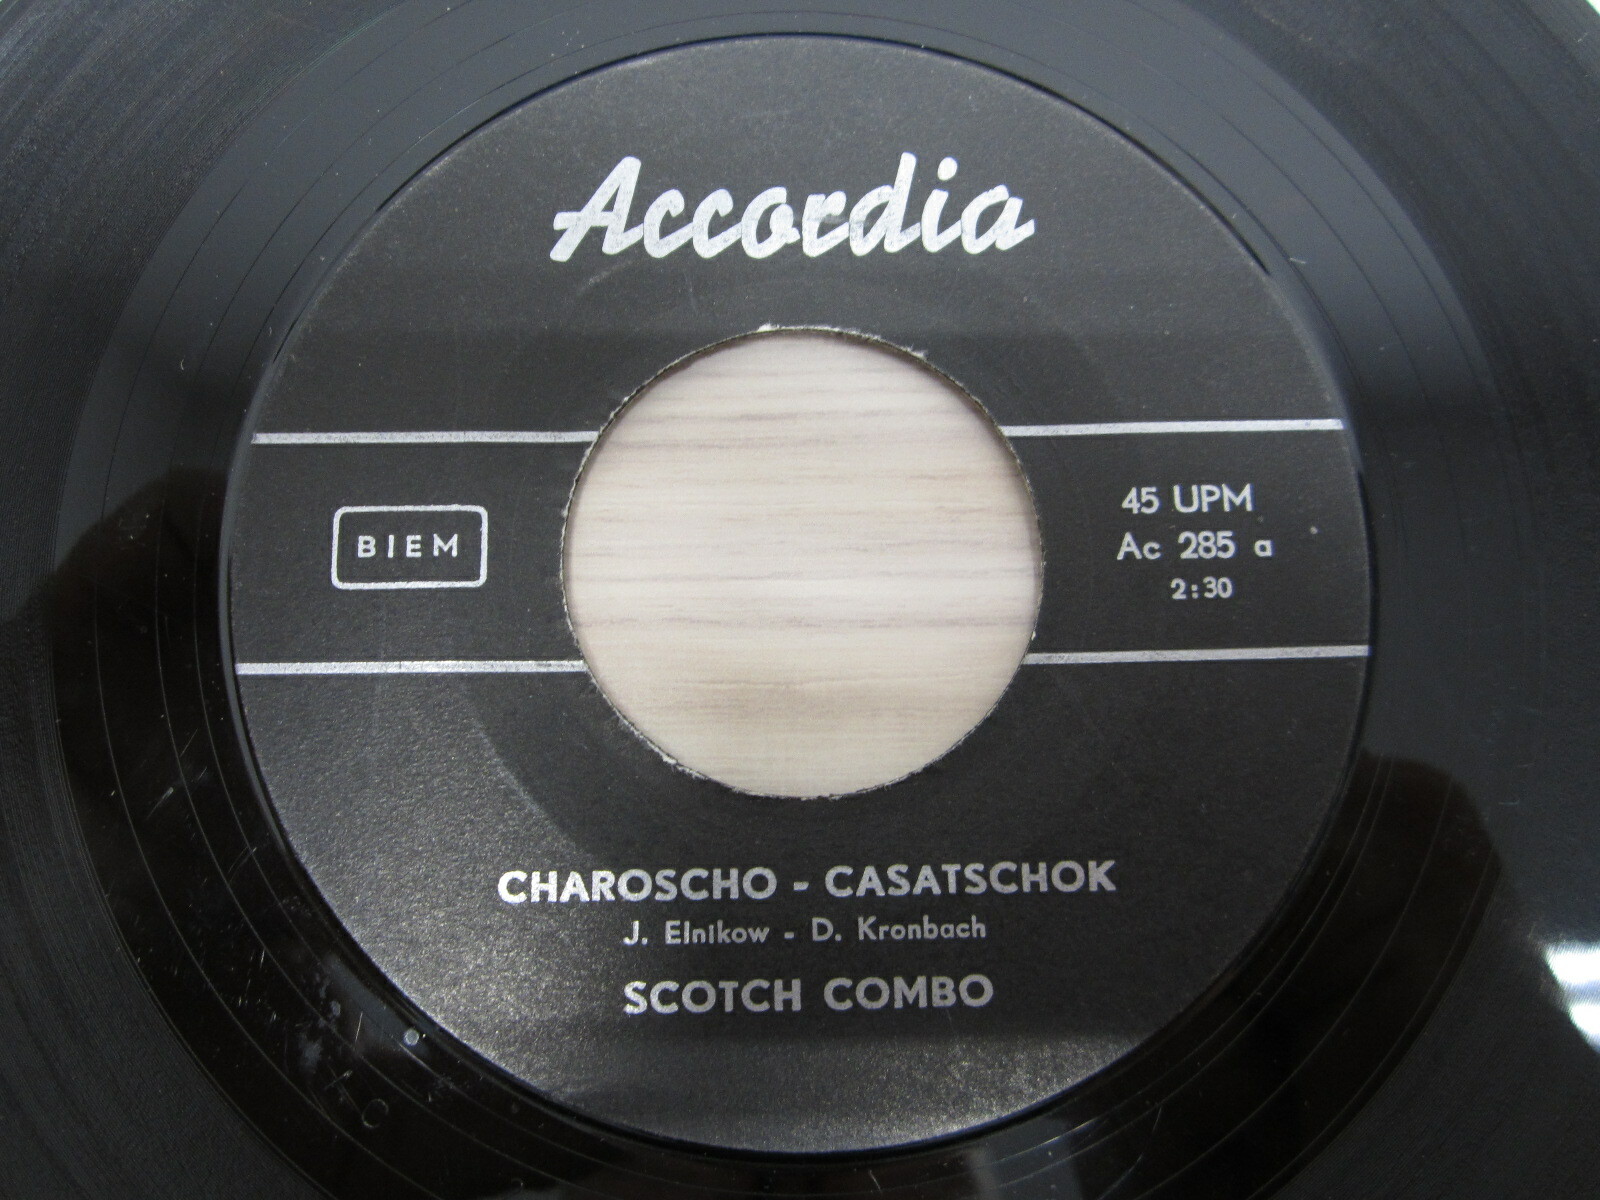 Accordia
BIEM
45 UPM
Ac 285 a
2:30
CHAROSCHO - CASATSCHOK
J. Elnikow - D. Kronbach
SCOTCH COMBO